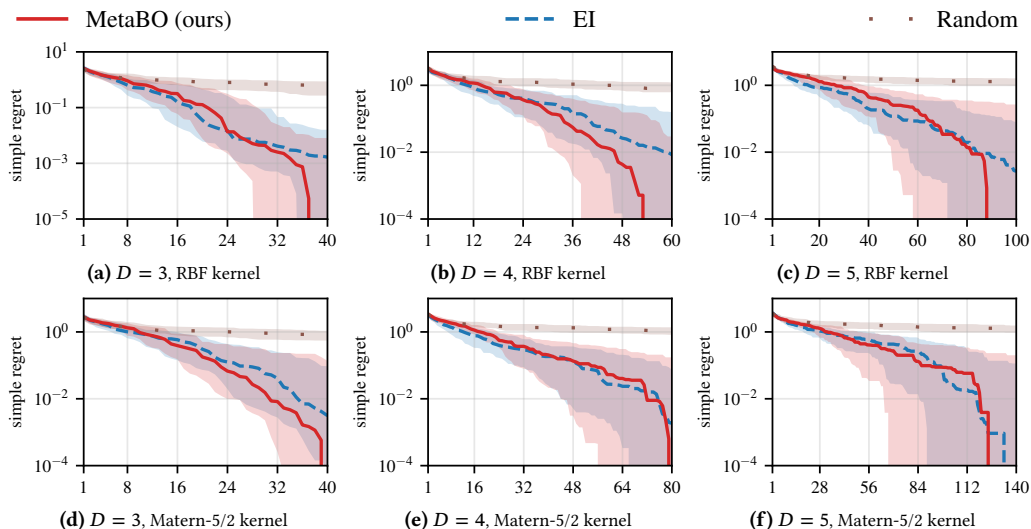 MetaBO (ours) EI Random
simple regret
10^1
10^-1
10^-3
10^-5
1 8 16 24 32 40
(a) D = 3, RBF kernel
simple regret
10^0
10^-2
10^-4
1 12 24 36 48 60
(b) D = 4, RBF kernel
simple regret
10^0
10^-2
10^-4
1 20 40 60 80 100
(c) D = 5, RBF kernel
simple regret
10^0
10^-2
10^-4
1 8 16 24 32 40
(d) D = 3, Matern-5/2 kernel
simple regret
10^0
10^-2
10^-4
1 16 32 48 64 80
(e) D = 4, Matern-5/2 kernel
simple regret
10^0
10^-2
10^-4
1 28 56 84 112 140
(f) D = 5, Matern-5/2 kernel